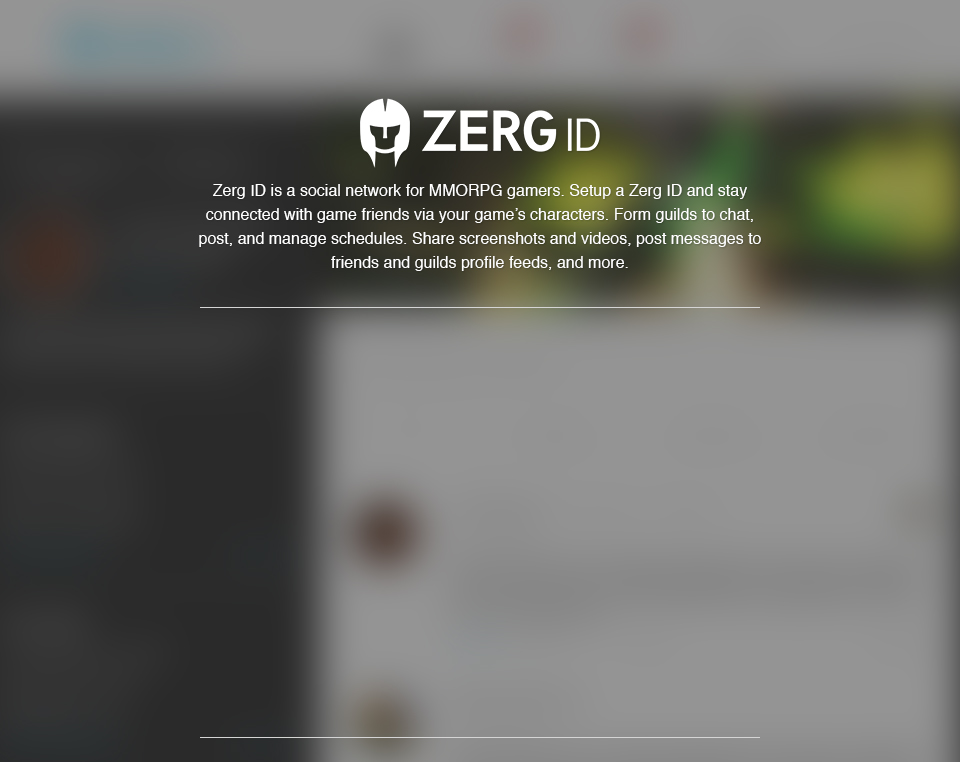 ZERG ID
Zerg ID is a social network for MMORPG gamers. Setup a Zerg ID and stay
connected with game friends via your game’s characters. Form guilds to chat,
post, and manage schedules. Share screenshots and videos, post messages to
friends and guilds profile feeds, and more.